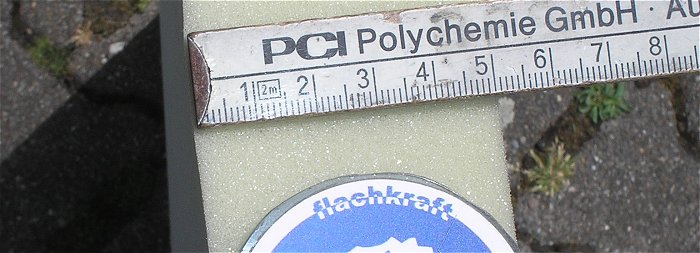 PCI Polychemie GmbH · Au
1 2m 2 3 4 5 6 7 8
flachkraft